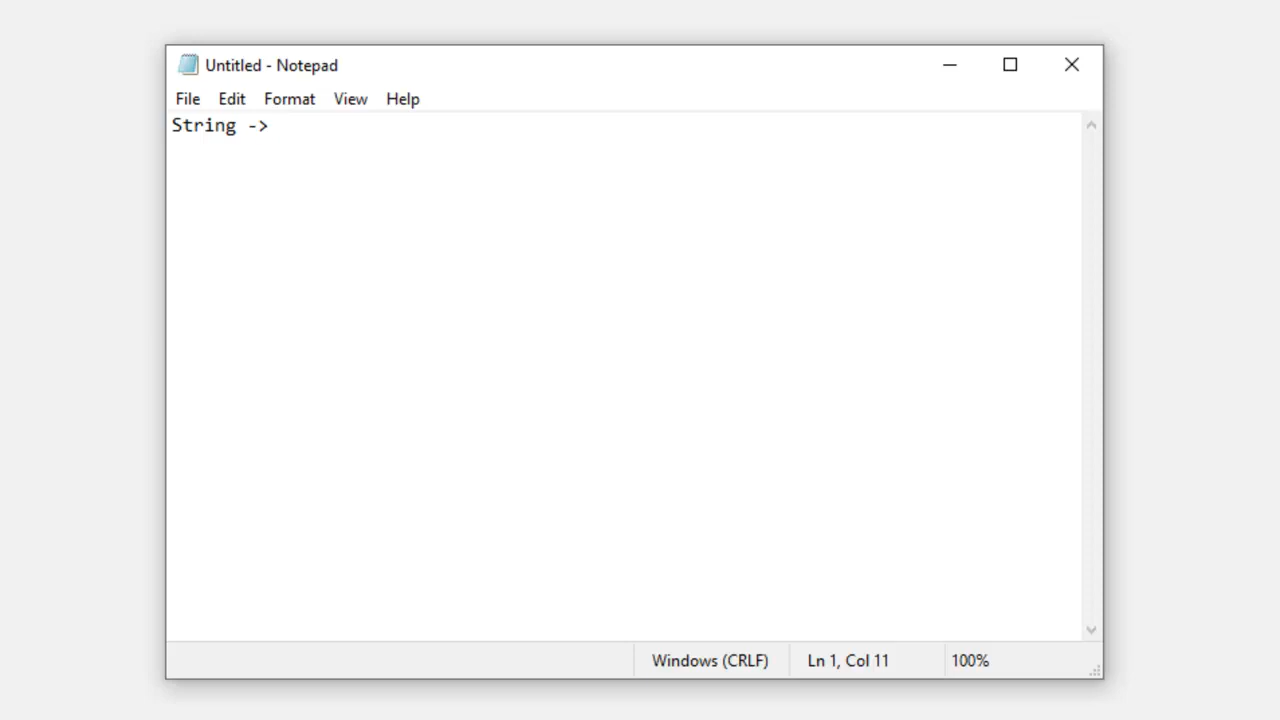 Untitled - Notepad
File Edit Format View Help
String ->
Windows (CRLF) Ln 1, Col 11 100%